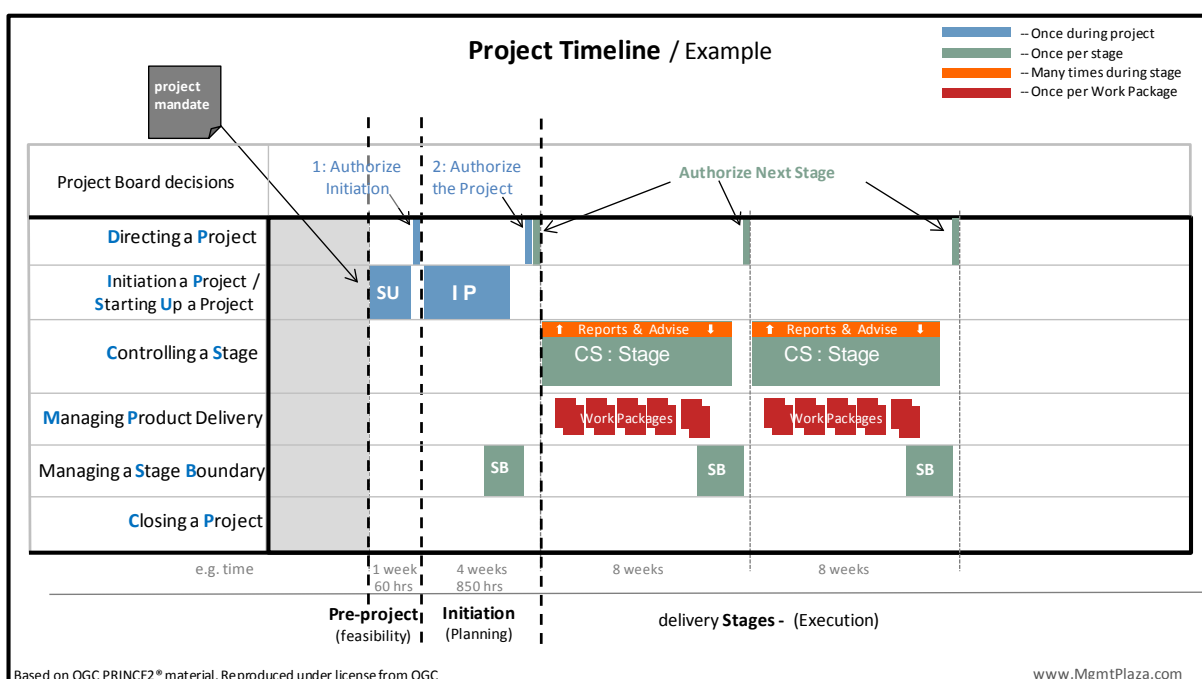 Project Timeline / Example
-- Once during project
-- Once per stage
-- Many times during stage
-- Once per Work Package
project
mandate
Project Board decisions
1: Authorize
Initiation
2: Authorize
the Project
Authorize Next Stage
Directing a Project
Initiation a Project /
Starting Up a Project
SU
I P
Controlling a Stage
⬆ Reports & Advise ⬇
CS : Stage
⬆ Reports & Advise ⬇
CS : Stage
Managing Product Delivery
Work Packages
Work Packages
Managing a Stage Boundary
SB
SB
SB
Closing a Project
e.g. time
1 week
60 hrs
4 weeks
850 hrs
8 weeks
8 weeks
Pre-project
(feasibility)
Initiation
(Planning)
delivery Stages - (Execution)
Based on OGC PRINCE2® material. Reproduced under license from OGC
www.MgmtPlaza.com